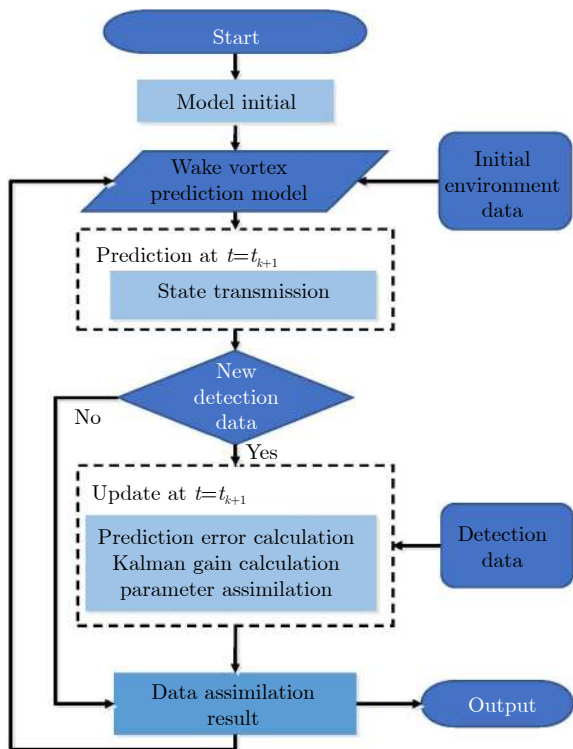 Start
Model initial
Wake vortex
prediction model
Initial
environment
data
Prediction at t=tk+1
State transmission
New
detection
data
No
Yes
Update at t=tk+1
Prediction error calculation
Kalman gain calculation
parameter assimilation
Detection
data
Data assimilation
result
Output